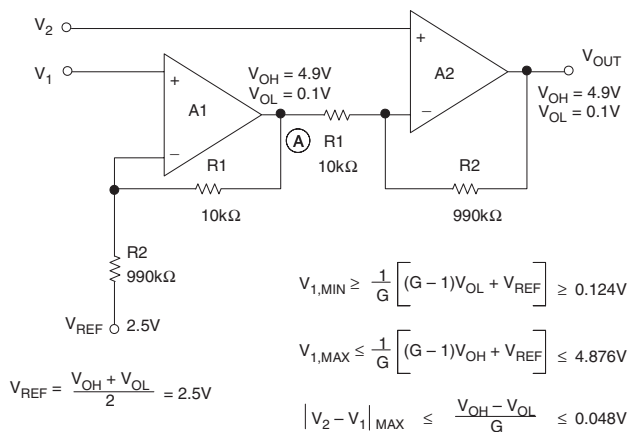 V2
V1
+
A1
−
VOH = 4.9V
VOL = 0.1V
A
R1
10kΩ
R1
10kΩ
+
A2
−
VOUT
VOH = 4.9V
VOL = 0.1V
R2
990kΩ
R2
990kΩ
VREF 2.5V
VREF = (VOH + VOL) / 2 = 2.5V
V1,MIN ≥ 1/G [(G – 1)VOL + VREF] ≥ 0.124V
V1,MAX ≤ 1/G [(G – 1)VOH + VREF] ≤ 4.876V
|V2 – V1|MAX ≤ (VOH – VOL) / G ≤ 0.048V